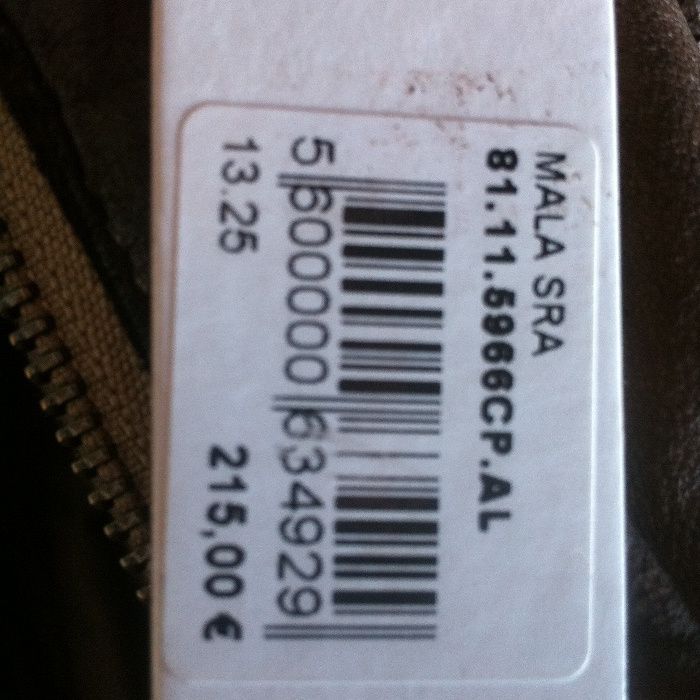 MALA SRA
81.11.5966CP.AL
5 600000 634929
13.25 215,00 €